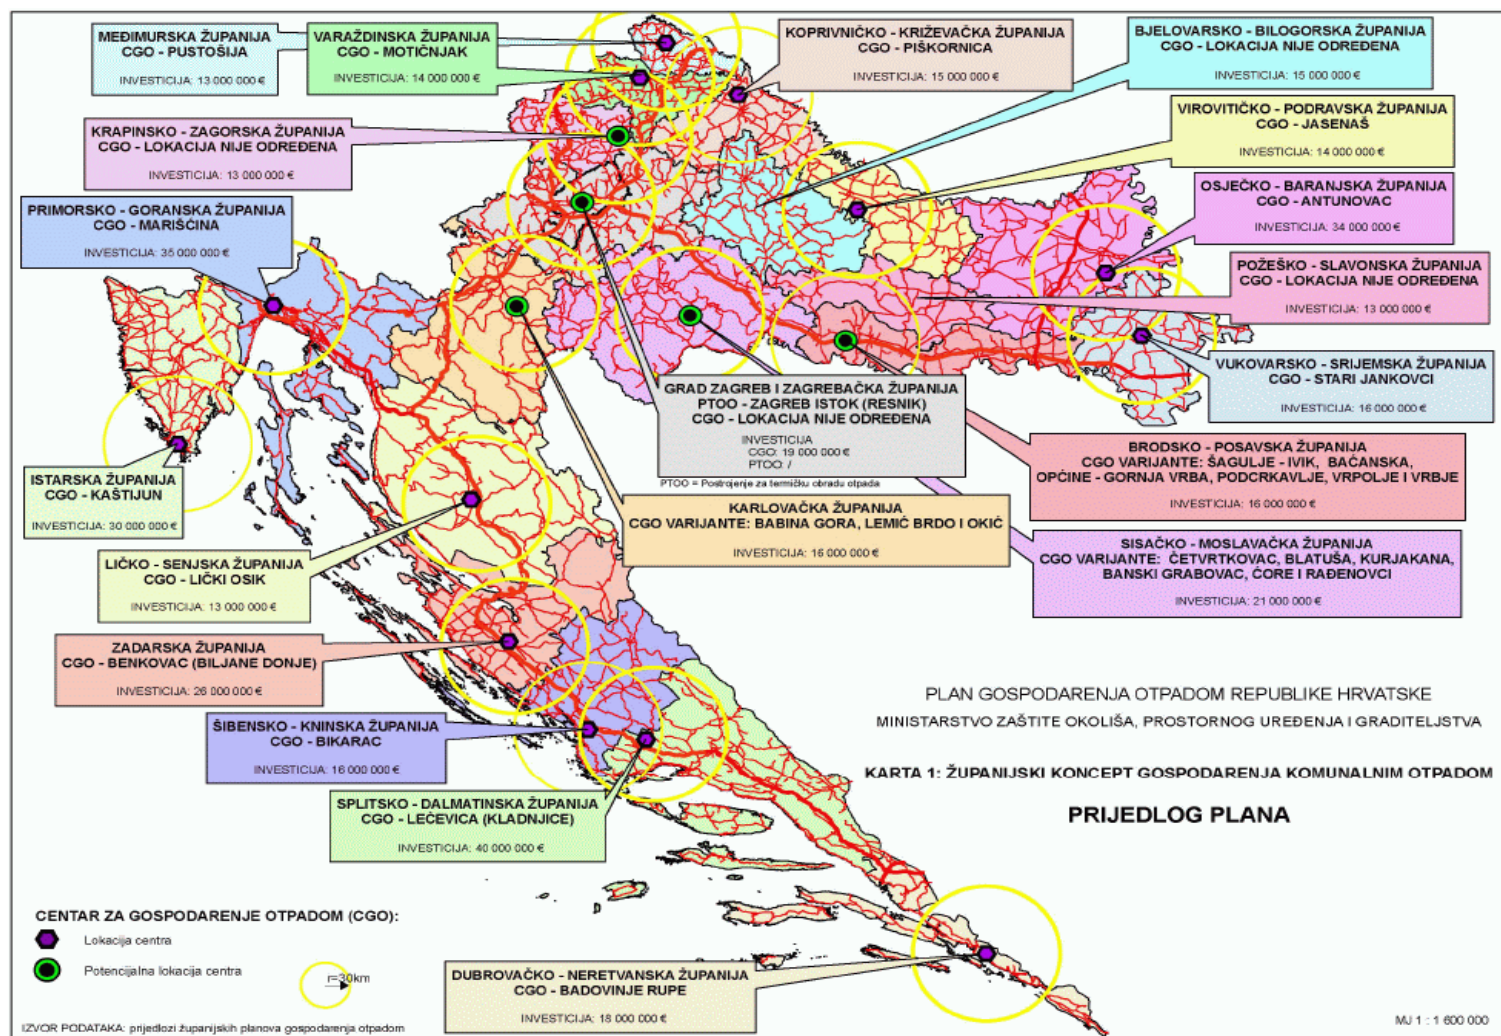 MEĐIMURSKA ŽUPANIJA
CGO - PUSTOŠIJA
INVESTICIJA: 13 000 000 €
VARAŽDINSKA ŽUPANIJA
CGO - MOTIČNJAK
INVESTICIJA: 14 000 000 €
KOPRIVNIČKO - KRIŽEVAČKA ŽUPANIJA
CGO - PIŠKORNICA
INVESTICIJA: 15 000 000 €
BJELOVARSKO - BILOGORSKA ŽUPANIJA
CGO - LOKACIJA NIJE ODREĐENA
INVESTICIJA: 15 000 000 €
KRAPINSKO - ZAGORSKA ŽUPANIJA
CGO - LOKACIJA NIJE ODREĐENA
INVESTICIJA: 13 000 000 €
VIROVITIČKO - PODRAVSKA ŽUPANIJA
CGO - JASENAŠ
INVESTICIJA: 14 000 000 €
PRIMORSKO - GORANSKA ŽUPANIJA
CGO - MARIŠĆINA
INVESTICIJA: 35 000 000 €
OSJEČKO - BARANJSKA ŽUPANIJA
CGO - ANTUNOVAC
INVESTICIJA: 34 000 000 €
POŽEŠKO - SLAVONSKA ŽUPANIJA
CGO - LOKACIJA NIJE ODREĐENA
INVESTICIJA: 13 000 000 €
VUKOVARSKO - SRIJEMSKA ŽUPANIJA
CGO - STARI JANKOVCI
INVESTICIJA: 16 000 000 €
GRAD ZAGREB I ZAGREBAČKA ŽUPANIJA
PTOO - ZAGREB ISTOK (RESNIK)
CGO - LOKACIJA NIJE ODREĐENA
INVESTICIJA
CGO: 19 000 000 €
PTOO: /
PTOO = Postrojenje za termičku obradu otpada
BRODSKO - POSAVSKA ŽUPANIJA
CGO VARIJANTE: ŠAGULJE - IVIK, BAČANSKA,
OPĆINE - GORNJA VRBA, PODCRKAVLJE, VRPOLJE I VRBJE
INVESTICIJA: 16 000 000 €
ISTARSKA ŽUPANIJA
CGO - KAŠTIJUN
INVESTICIJA: 30 000 000 €
KARLOVAČKA ŽUPANIJA
CGO VARIJANTE: BABINA GORA, LEMIĆ BRDO I OKIĆ
INVESTICIJA: 16 000 000 €
SISAČKO - MOSLAVAČKA ŽUPANIJA
CGO VARIJANTE: ČETVRTKOVAC, BLATUŠA, KURJAKANA,
BANSKI GRABOVAC, ĆORE I RAĐENOVCI
INVESTICIJA: 21 000 000 €
LIČKO - SENJSKA ŽUPANIJA
CGO - LIČKI OSIK
INVESTICIJA: 13 000 000 €
ZADARSKA ŽUPANIJA
CGO - BENKOVAC (BILJANE DONJE)
INVESTICIJA: 26 000 000 €
ŠIBENSKO - KNINSKA ŽUPANIJA
CGO - BIKARAC
INVESTICIJA: 16 000 000 €
SPLITSKO - DALMATINSKA ŽUPANIJA
CGO - LEĆEVICA (KLADNJICE)
INVESTICIJA: 40 000 000 €
PLAN GOSPODARENJA OTPADOM REPUBLIKE HRVATSKE
MINISTARSTVO ZAŠTITE OKOLIŠA, PROSTORNOG UREĐENJA I GRADITELJSTVA
KARTA 1: ŽUPANIJSKI KONCEPT GOSPODARENJA KOMUNALNIM OTPADOM
PRIJEDLOG PLANA
CENTAR ZA GOSPODARENJE OTPADOM (CGO):
Lokacija centra
Potencijalna lokacija centra
r=30km
DUBROVAČKO - NERETVANSKA ŽUPANIJA
CGO - BADOVINJE RUPE
INVESTICIJA: 18 000 000 €
IZVOR PODATAKA: prijedlozi županijskih planova gospodarenja otpadom
MJ 1 : 1 600 000